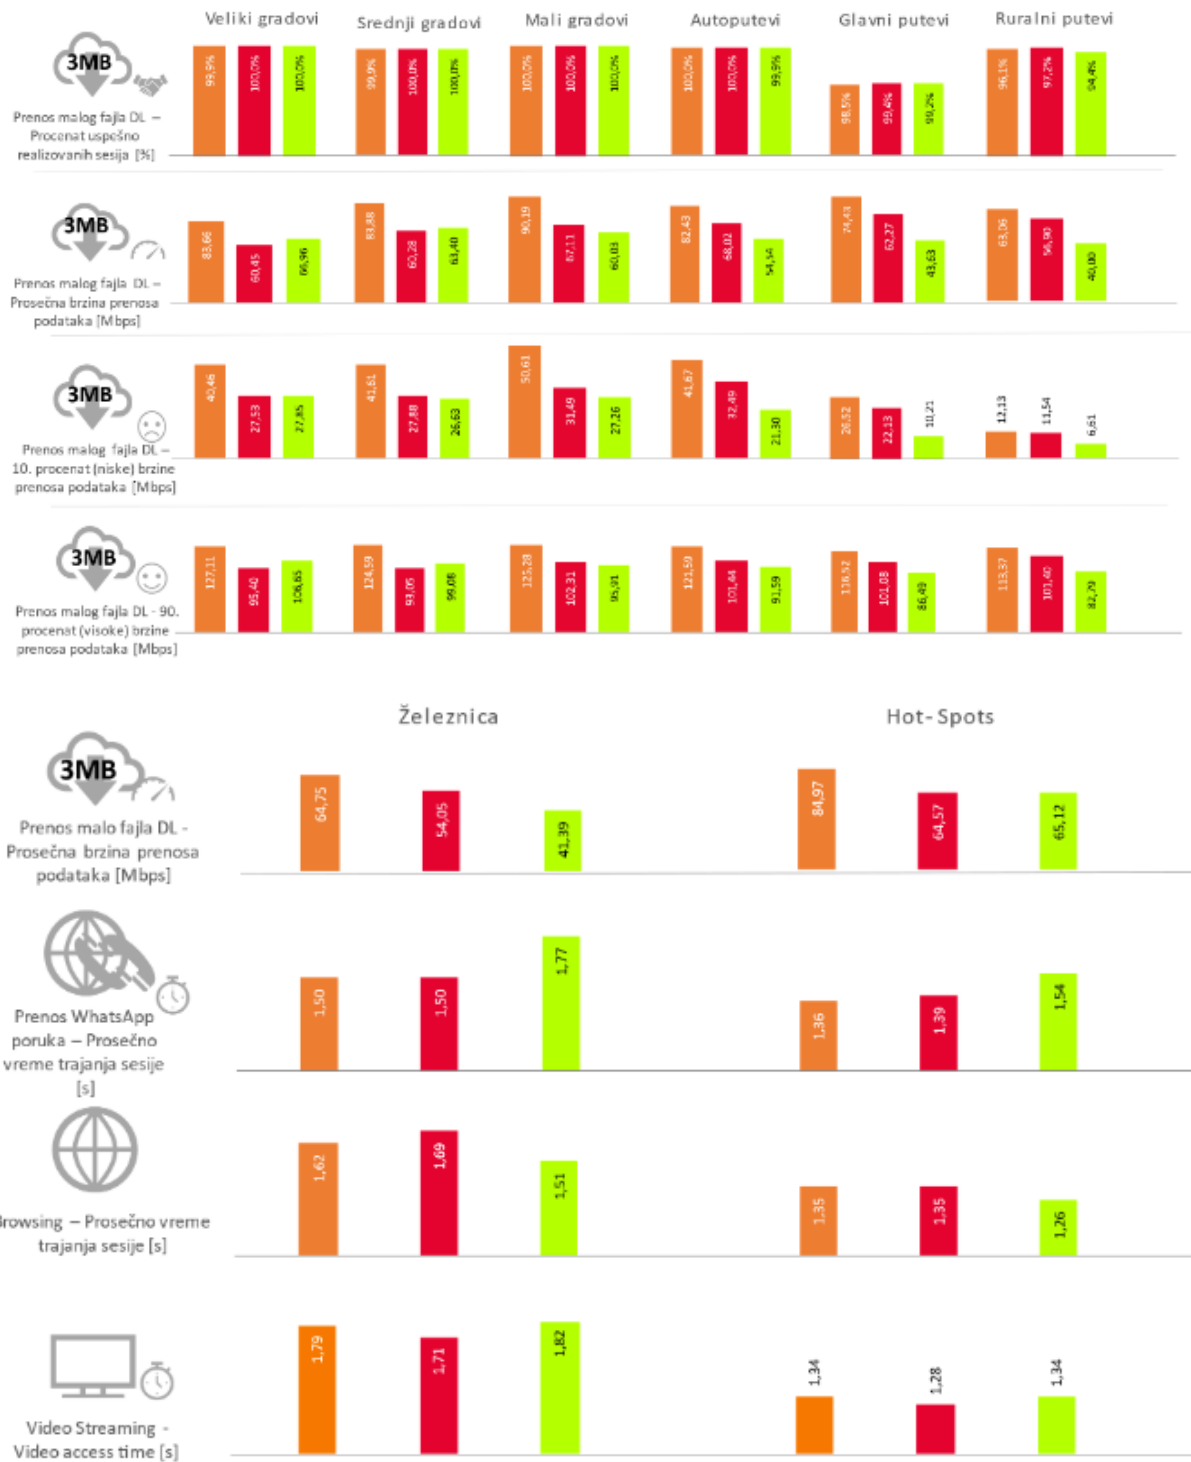 Veliki gradovi Srednji gradovi Mali gradovi Autoputevi Glavni putevi Ruralni putevi
3MB
99,9% 100,0% 100,0% 99,9% 100,0% 100,0% 100,0% 100,0% 100,0% 100,0% 100,0% 99,9% 98,5% 99,4% 99,2% 96,1% 97,2% 94,4%
Prenos malog fajla DL –
Procenat uspešno
realizovanih sesija [%]
3MB
83,66 60,45 66,96 83,88 60,28 63,40 90,19 67,11 60,03 82,43 68,02 54,54 74,43 62,27 43,63 63,06 56,90 40,00
Prenos malog fajla DL –
Prosečna brzina prenosa
podataka [Mbps]
3MB
40,46 27,53 27,85 41,61 27,88 26,63 50,61 31,49 27,26 41,67 32,49 21,30 26,52 22,13 10,21 12,13 11,54 6,61
Prenos malog fajla DL –
10. procenat (niske) brzine
prenosa podataka [Mbps]
3MB
127,11 95,40 106,65 124,59 93,05 99,08 125,28 102,31 95,91 121,59 101,44 91,59 116,52 101,08 86,49 113,37 101,40 82,79
Prenos malog fajla DL - 90.
procenat (visoke) brzine
prenosa podataka [Mbps]
Železnica Hot-Spots
3MB
64,75 54,05 41,39 84,97 64,57 65,12
Prenos malo fajla DL -
Prosečna brzina prenosa
podataka [Mbps]
1,50 1,50 1,77 1,36 1,39 1,54
Prenos WhatsApp
poruka – Prosečno
vreme trajanja sesije
[s]
1,62 1,69 1,51 1,35 1,35 1,26
Browsing – Prosečno vreme
trajanja sesije [s]
1,79 1,71 1,82 1,34 1,28 1,34
Video Streaming -
Video access time [s]